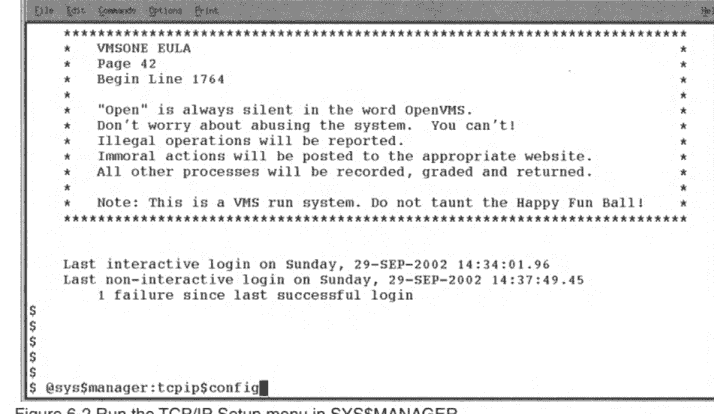 File Edit Commands Options Print Hel
************************************************************************
* VMSONE EULA *
* Page 42 *
* Begin Line 1764 *
* *
* "Open" is always silent in the word OpenVMS. *
* Don't worry about abusing the system. You can't! *
* Illegal operations will be reported. *
* Immoral actions will be posted to the appropriate website. *
* All other processes will be recorded, graded and returned. *
* *
* Note: This is a VMS run system. Do not taunt the Happy Fun Ball! *
************************************************************************
Last interactive login on Sunday, 29-SEP-2002 14:34:01.96
Last non-interactive login on Sunday, 29-SEP-2002 14:37:49.45
1 failure since last successful login
$
$
$
$
$
$ @sys$manager:tcpip$config
Figure 6-2 Run the TCP/IP Setup menu in SYS$MANAGER